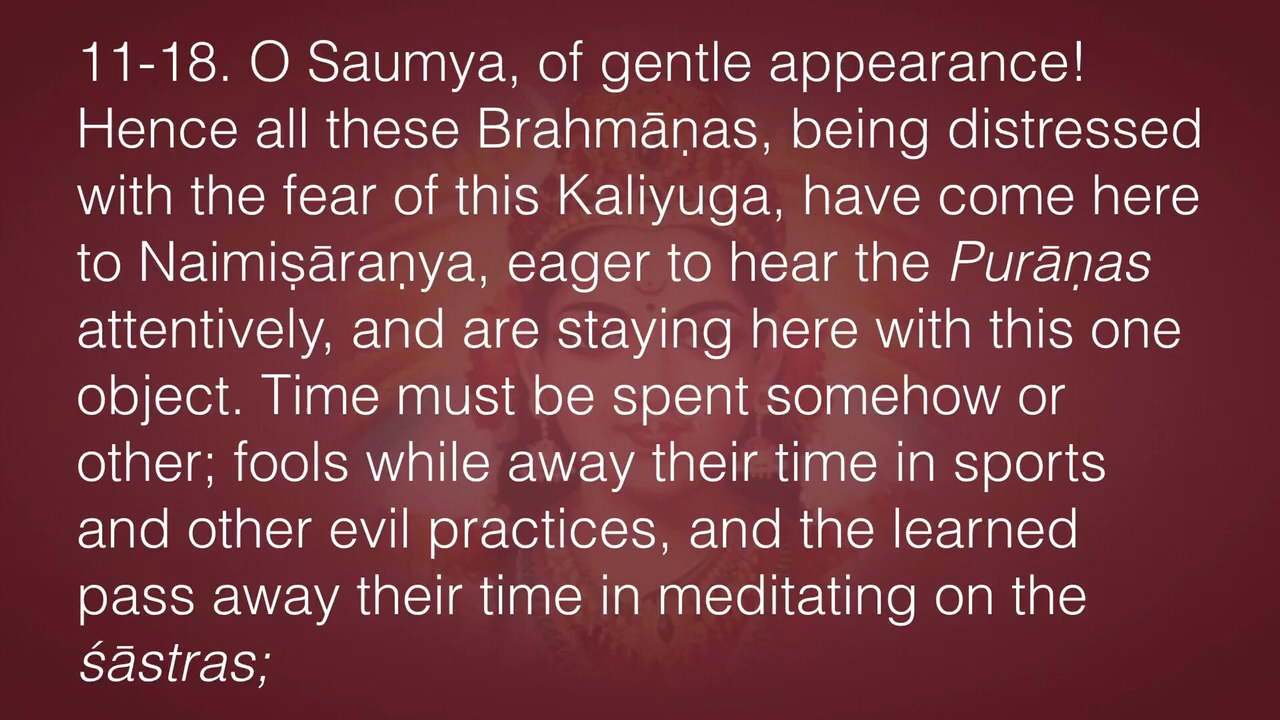 11-18. O Saumya, of gentle appearance!
Hence all these Brahmāṇas, being distressed
with the fear of this Kaliyuga, have come here
to Naimiṣāraṇya, eager to hear the Purāṇas
attentively, and are staying here with this one
object. Time must be spent somehow or
other; fools while away their time in sports
and other evil practices, and the learned
pass away their time in meditating on the
śāstras;